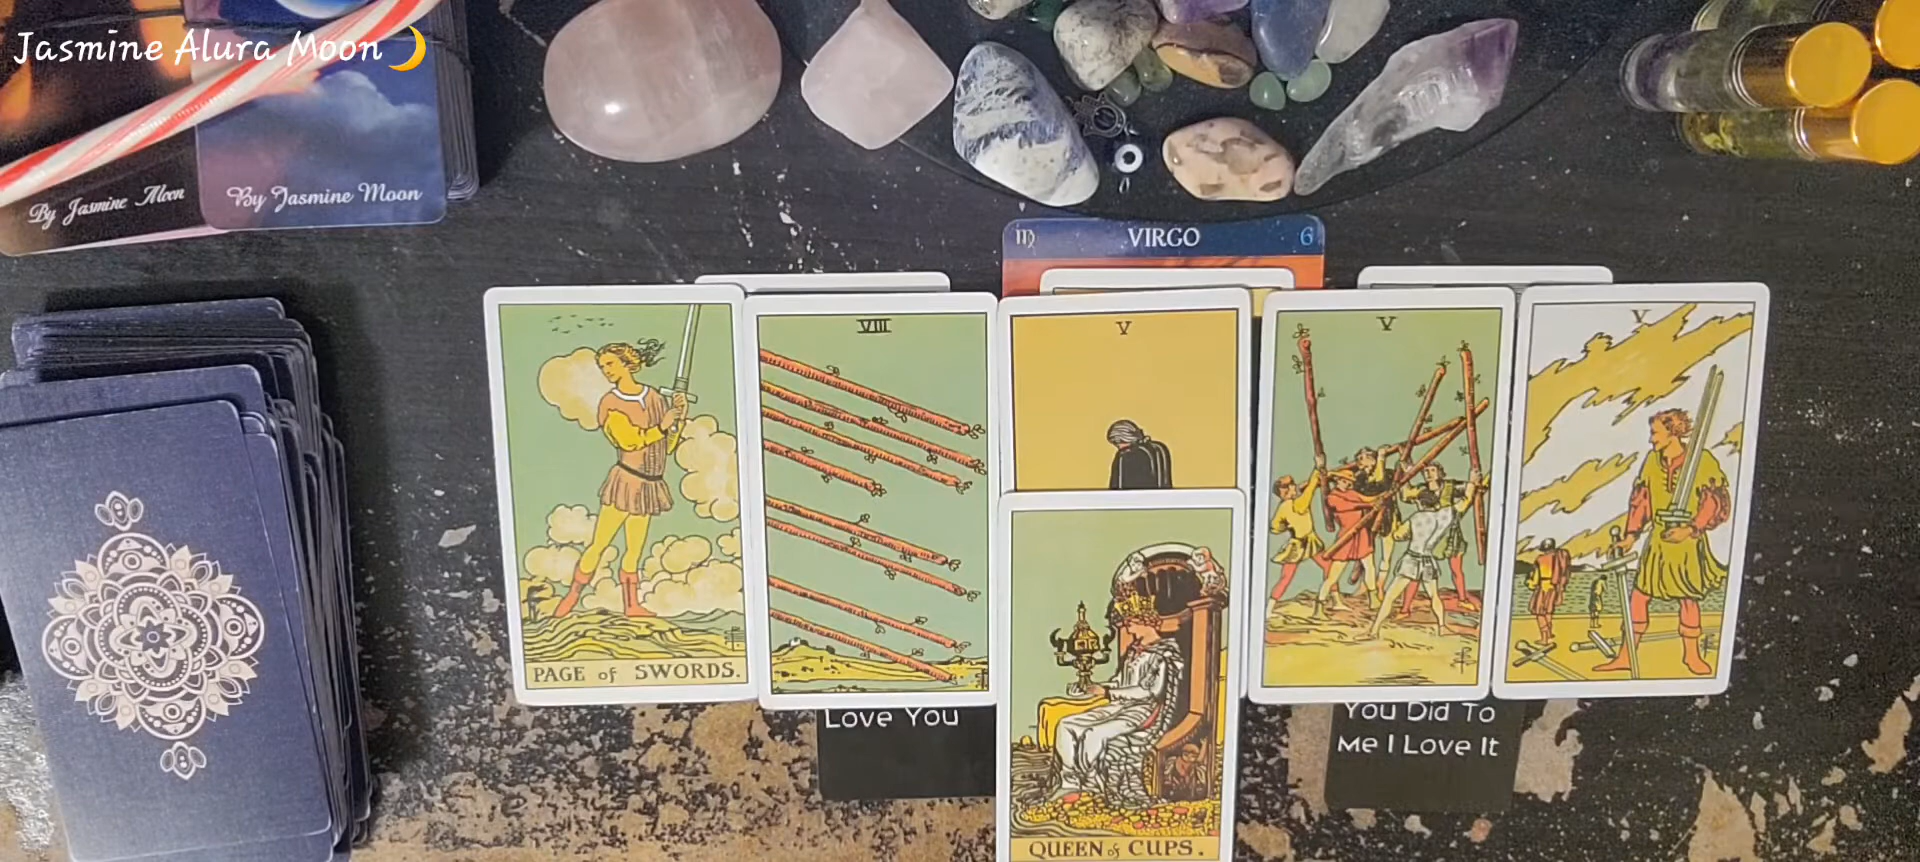 Jasmine Alura Moon
By Jasmine Moon
By Jasmine Moon
VIRGO 6
VIII
V
V
V
PAGE of SWORDS.
Love You
You Did To
Me I Love It
QUEEN of CUPS.